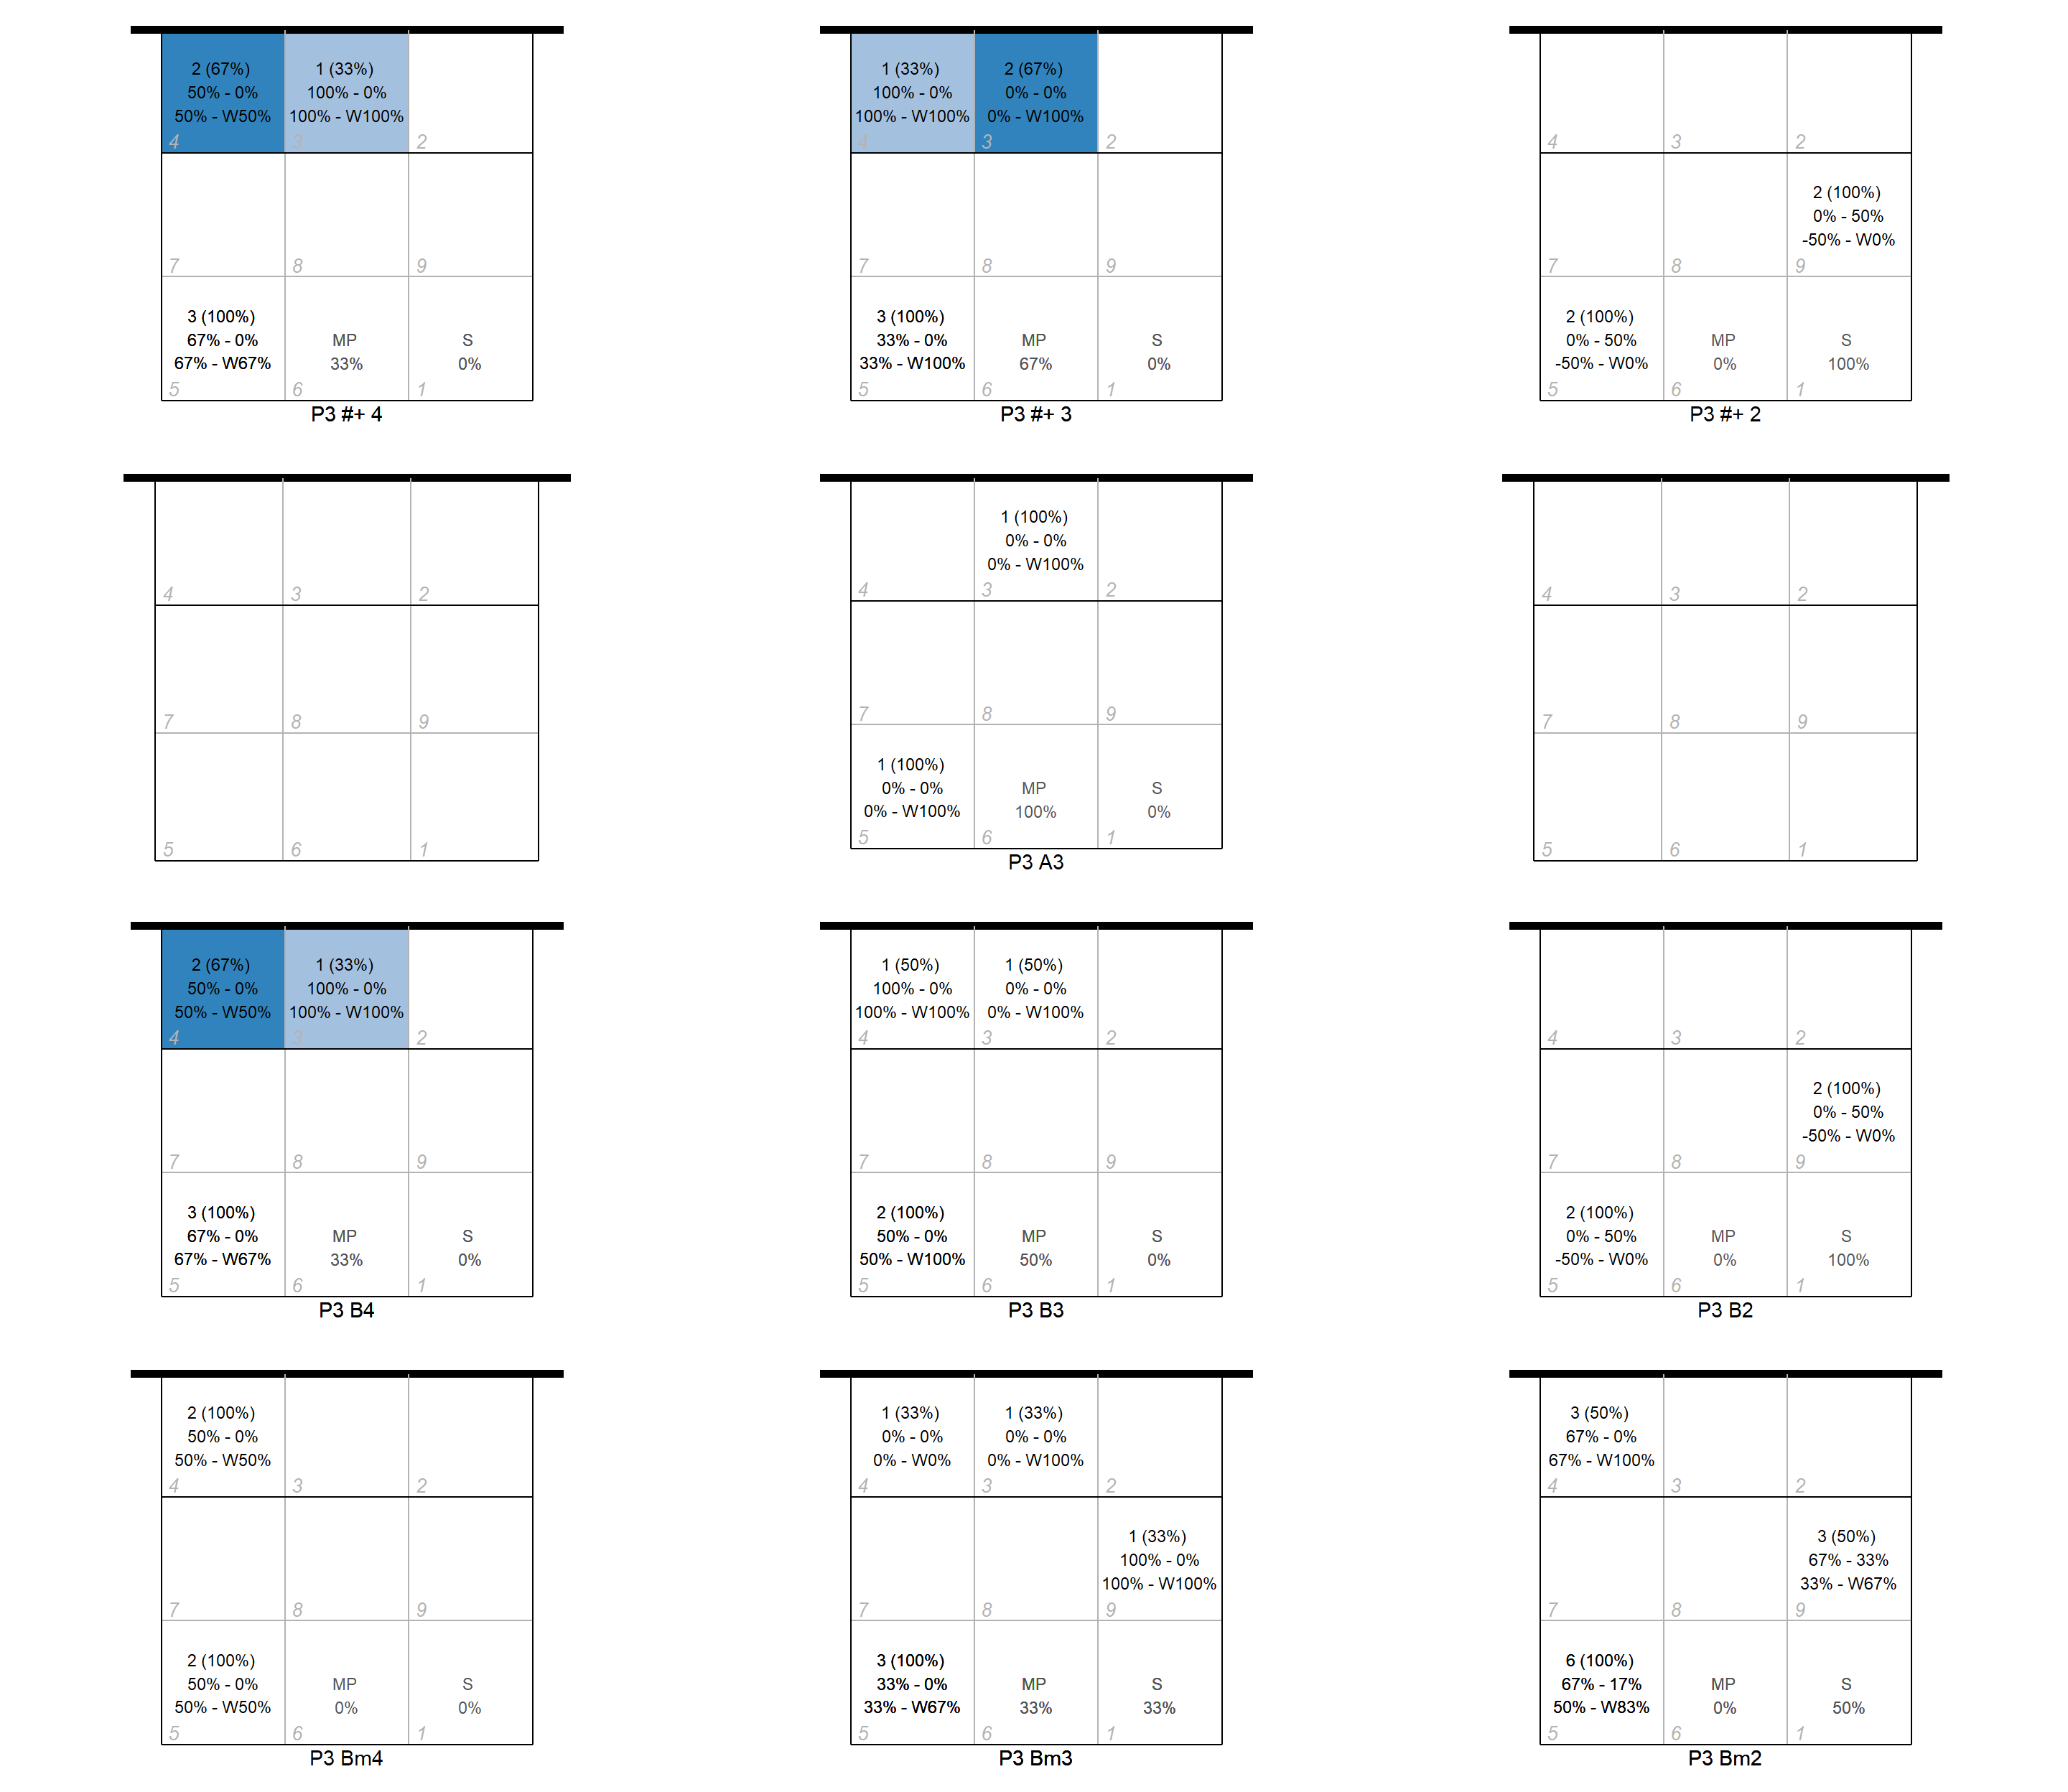 2 (67%)
50% - 0%
50% - W50%
4
1 (33%)
100% - 0%
100% - W100%
3
2
7
8
9
3 (100%)
67% - 0%
67% - W67%
5
MP
33%
6
S
0%
1
P3 #+ 4
1 (33%)
100% - 0%
100% - W100%
4
2 (67%)
0% - 0%
0% - W100%
3
2
7
8
9
3 (100%)
33% - 0%
33% - W100%
5
MP
67%
6
S
0%
1
P3 #+ 3
4
3
2
7
8
2 (100%)
0% - 50%
-50% - W0%
9
2 (100%)
0% - 50%
-50% - W0%
5
MP
0%
6
S
100%
1
P3 #+ 2
4
3
2
7
8
9
5
6
1
4
1 (100%)
0% - 0%
0% - W100%
3
2
7
8
9
1 (100%)
0% - 0%
0% - W100%
5
MP
100%
6
S
0%
1
P3 A3
4
3
2
7
8
9
5
6
1
2 (67%)
50% - 0%
50% - W50%
4
1 (33%)
100% - 0%
100% - W100%
3
2
7
8
9
3 (100%)
67% - 0%
67% - W67%
5
MP
33%
6
S
0%
1
P3 B4
1 (50%)
100% - 0%
100% - W100%
4
1 (50%)
0% - 0%
0% - W100%
3
2
7
8
9
2 (100%)
50% - 0%
50% - W100%
5
MP
50%
6
S
0%
1
P3 B3
4
3
2
7
8
2 (100%)
0% - 50%
-50% - W0%
9
2 (100%)
0% - 50%
-50% - W0%
5
MP
0%
6
S
100%
1
P3 B2
2 (100%)
50% - 0%
50% - W50%
4
3
2
7
8
9
2 (100%)
50% - 0%
50% - W50%
5
MP
0%
6
S
0%
1
P3 Bm4
1 (33%)
0% - 0%
0% - W0%
4
1 (33%)
0% - 0%
0% - W100%
3
2
7
8
1 (33%)
100% - 0%
100% - W100%
9
3 (100%)
33% - 0%
33% - W67%
5
MP
33%
6
S
33%
1
P3 Bm3
3 (50%)
67% - 0%
67% - W100%
4
3
2
7
8
3 (50%)
67% - 33%
33% - W67%
9
6 (100%)
67% - 17%
50% - W83%
5
MP
0%
6
S
50%
1
P3 Bm2